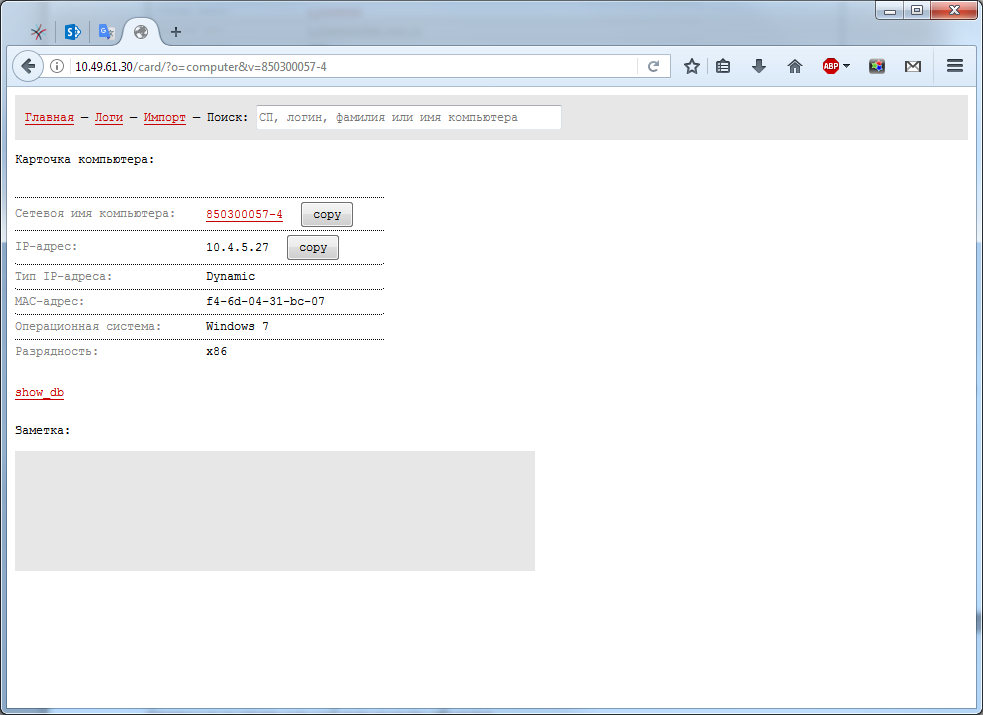 10.49.61.30/card/?o=computer&v=850300057-4
ABP
Главная — Логи — Импорт — Поиск: СП, логин, фамилия или имя компьютера
Карточка компьютера:
Сетевое имя компьютера: 850300057-4 copy
IP-адрес: 10.4.5.27 copy
Тип IP-адреса: Dynamic
MAC-адрес: f4-6d-04-31-bc-07
Операционная система: Windows 7
Разрядность: x86
show_db
Заметка: